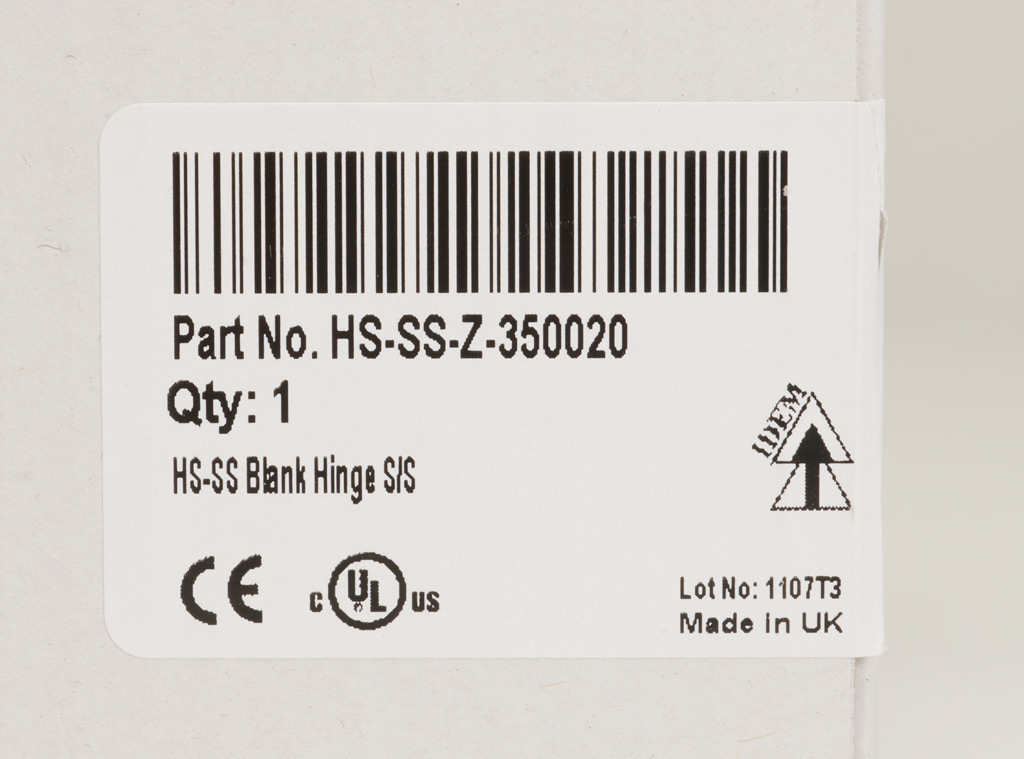 Part No. HS-SS-Z-350020
Qty: 1
HS-SS Blank Hinge S/S
IDEM
CE
c UL us
Lot No: 1107T3
Made in UK